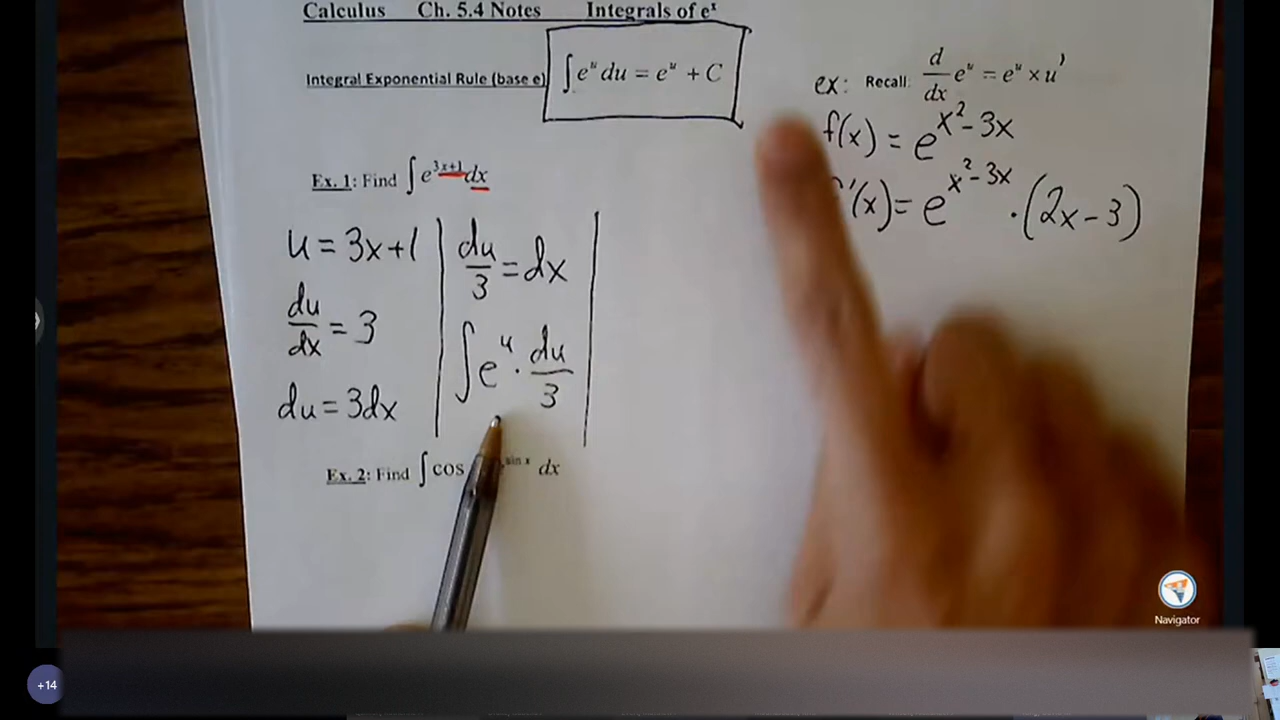 Calculus Ch. 5.4 Notes Integrals of eˣ
Integral Exponential Rule (base e) ∫eᵘ du = eᵘ + C
ex: Recall: d/dx eᵘ = eᵘ × u'
f(x) = e^(x²-3x)
'(x) = e^(x²-3x) · (2x-3)
Ex. 1: Find ∫e^(3x+1) dx
u = 3x+1
du/dx = 3
du = 3dx
du/3 = dx
∫eᵘ · du/3
Ex. 2: Find ∫cos sin x dx
Navigator
+14